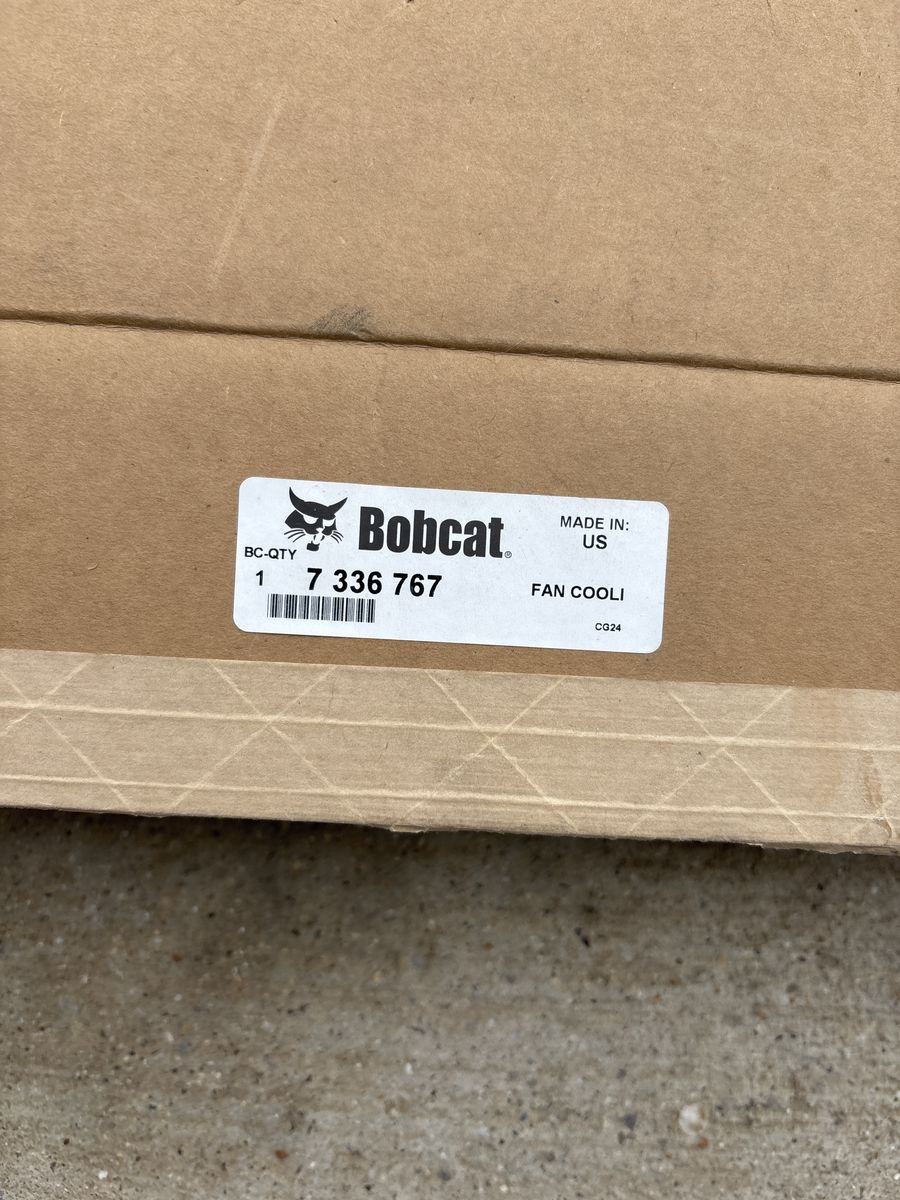 Bobcat®
MADE IN:
US
BC-QTY
1 7 336 767
FAN COOLI
CG24